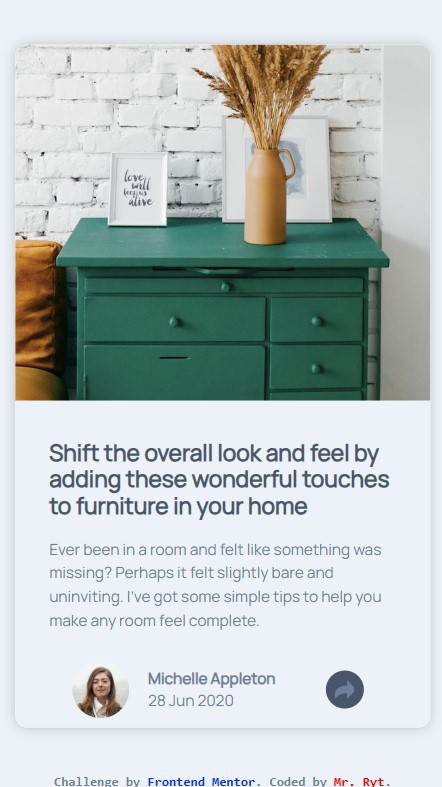 love
will
keep us
alive
Shift the overall look and feel by
adding these wonderful touches
to furniture in your home
Ever been in a room and felt like something was
missing? Perhaps it felt slightly bare and
uninviting. I've got some simple tips to help you
make any room feel complete.
Michelle Appleton
28 Jun 2020
Challenge by Frontend Mentor. Coded by Mr. Ryt.